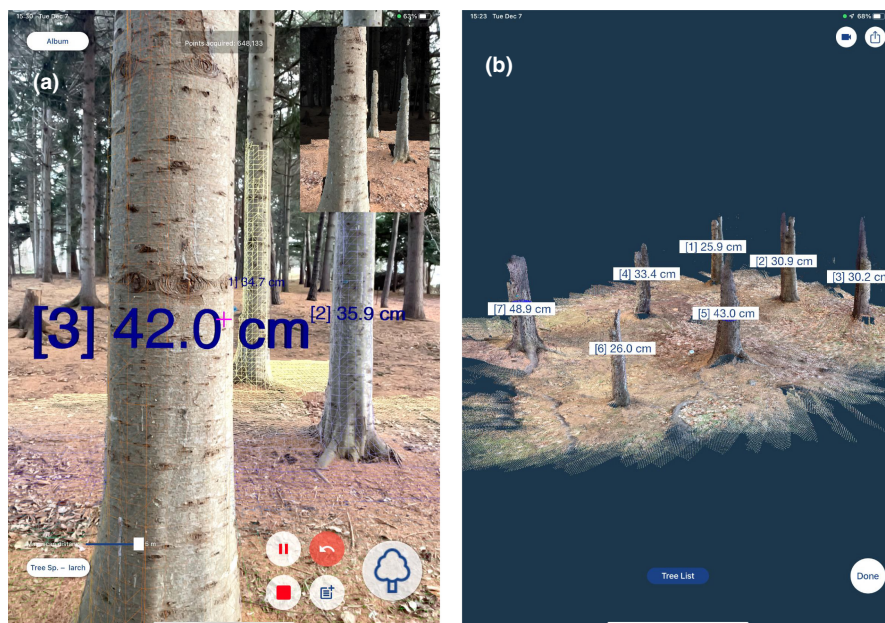 15:30 Tue Dec 7
63%
Album
Points acquired: 648,133
(a)
1] 34.7 cm
[3] 42.0 cm
[2] 35.9 cm
5 m
Tree Sp. – larch
15:23 Tue Dec 7
68%
(b)
[1] 25.9 cm
[2] 30.9 cm
[4] 33.4 cm
[3] 30.2 cm
[7] 48.9 cm
[5] 43.0 cm
[6] 26.0 cm
Tree List
Done